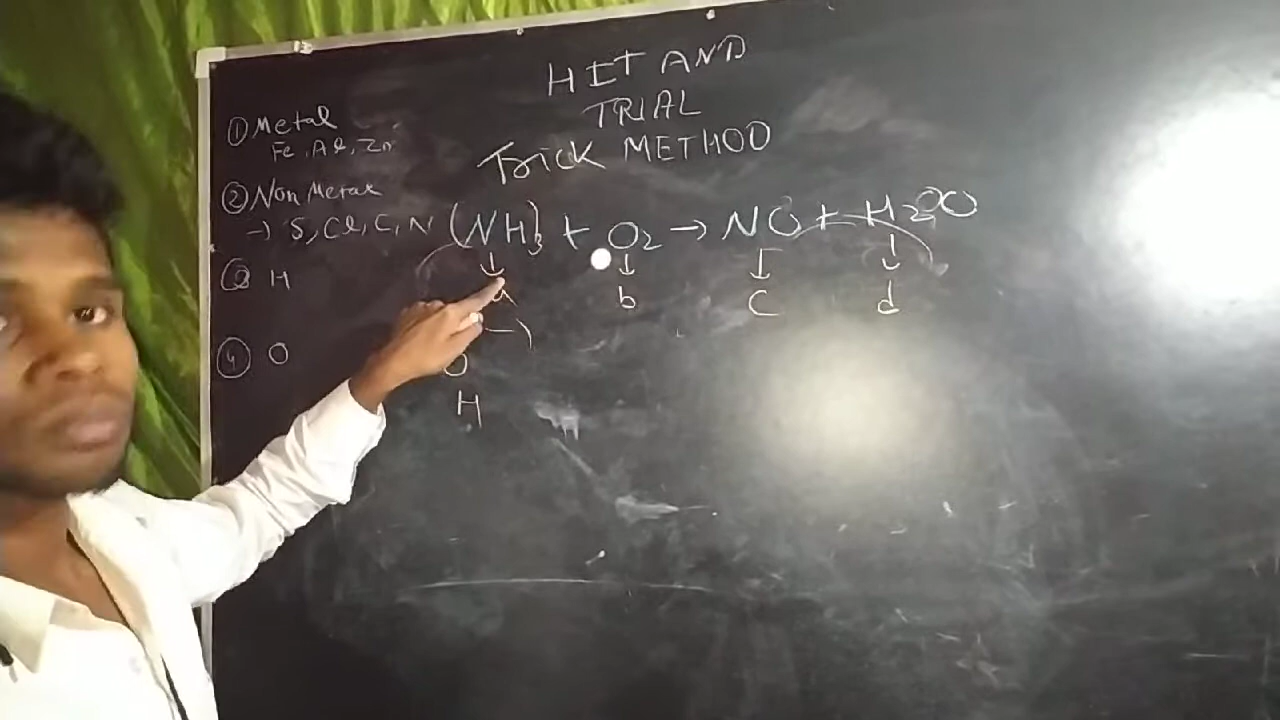 HIT AND
TRIAL
Trick METHOD
① Metal
Fe, Al, Zn
② Non Metal
→ S, Cl, C, N
③ H
④ O
(NH3 + O2 → NO + H2O
↓ ↓ ↓ ↓
a b c d
H